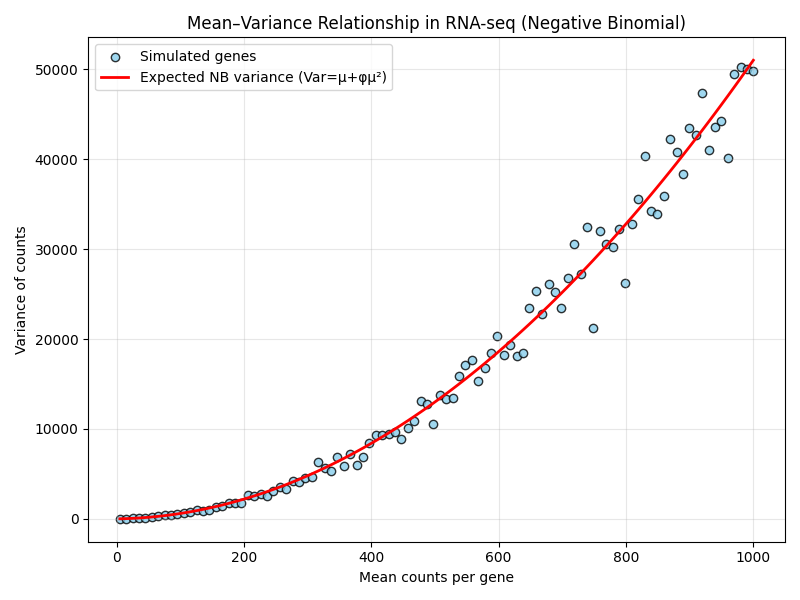 Mean–Variance Relationship in RNA-seq (Negative Binomial)
Simulated genes
Expected NB variance (Var=μ+φμ²)
Variance of counts
50000
40000
30000
20000
10000
0
0 200 400 600 800 1000
Mean counts per gene